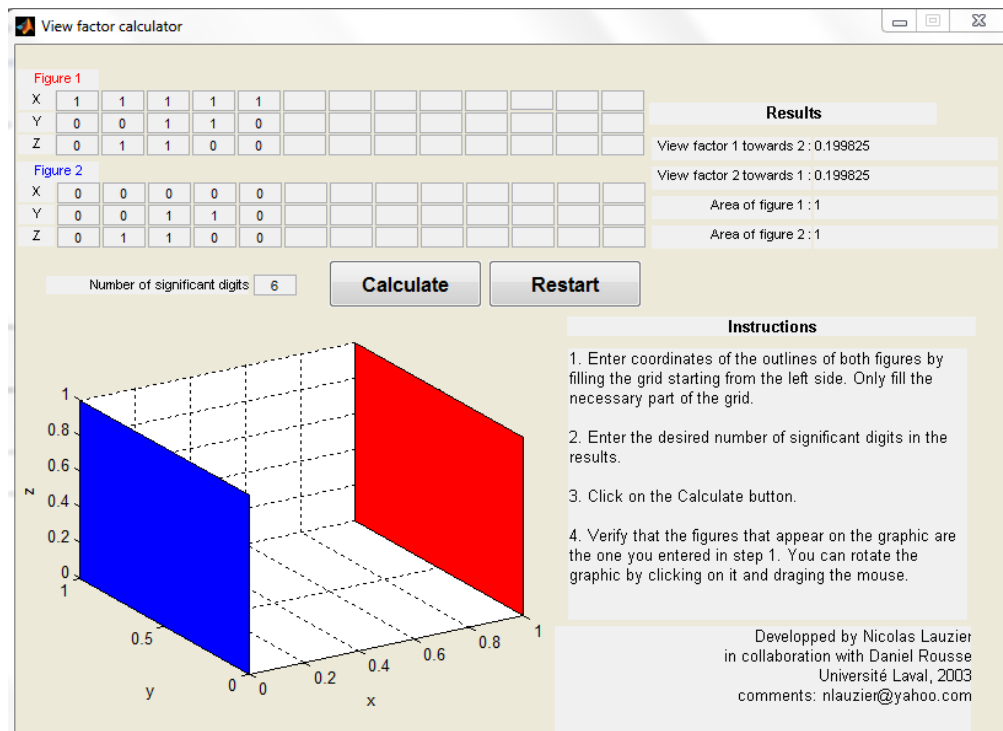 View factor calculator
Figure 1
X 1 1 1 1 1
Y 0 0 1 1 0
Z 0 1 1 0 0
Figure 2
X 0 0 0 0 0
Y 0 0 1 1 0
Z 0 1 1 0 0
Results
View factor 1 towards 2 : 0.199825
View factor 2 towards 1 : 0.199825
Area of figure 1 : 1
Area of figure 2 : 1
Number of significant digits 6
Calculate
Restart
Instructions
1. Enter coordinates of the outlines of both figures by
filling the grid starting from the left side. Only fill the
necessary part of the grid.
2. Enter the desired number of significant digits in the
results.
3. Click on the Calculate button.
4. Verify that the figures that appear on the graphic are
the one you entered in step 1. You can rotate the
graphic by clicking on it and draging the mouse.
Developped by Nicolas Lauzier
in collaboration with Daniel Rousse
Université Laval, 2003
comments: nlauzier@yahoo.com
1
0.8
0.6
0.4
0.2
0
z
1
0.5
0
y
0
0.2
0.4
0.6
0.8
1
x